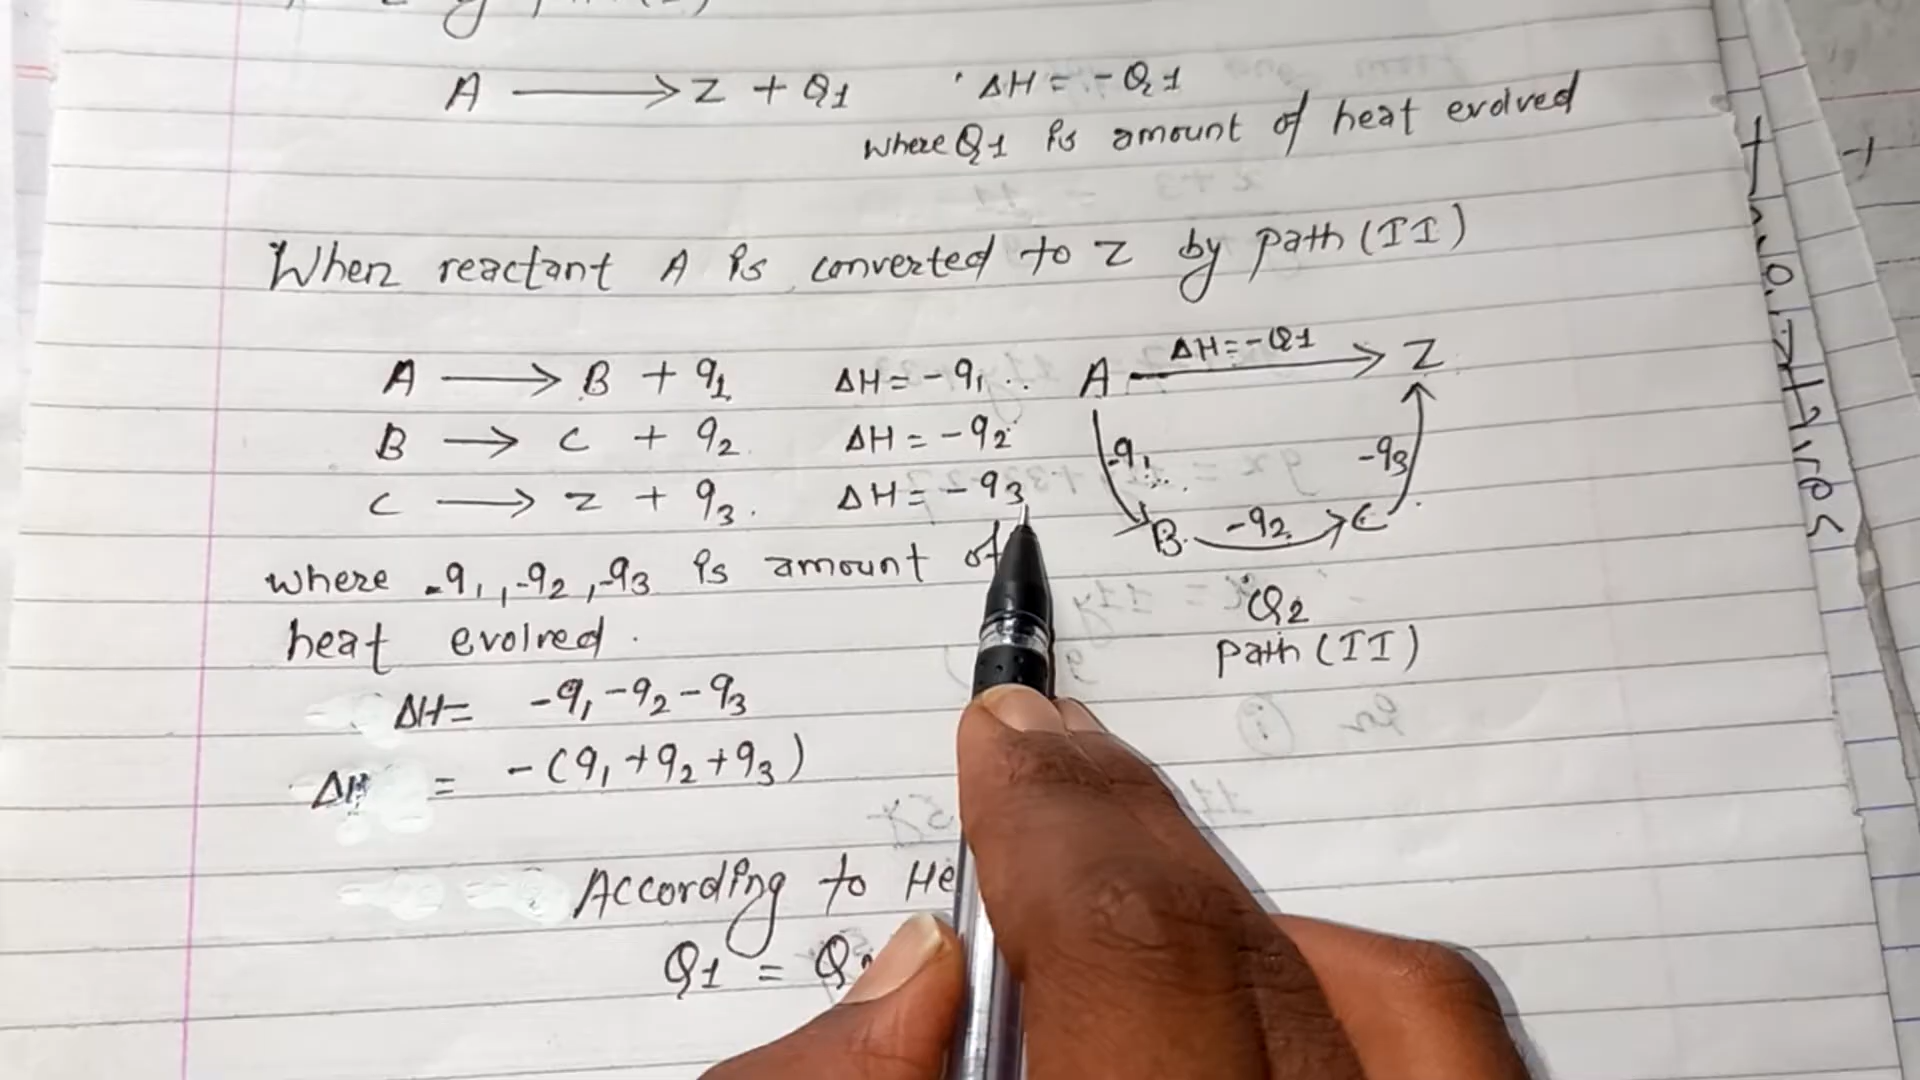 A ⟶ Z + Q1 ΔH = -Q1
where Q1 is amount of heat evolved
When reactant A is converted to Z by path (II)
A ⟶ B + q1 ΔH = -q1
B ⟶ C + q2 ΔH = -q2
C ⟶ Z + q3. ΔH = -q3
A ΔH = -Q1 ⟶ Z
-q1 -q3
B -q2 C
Q2
path (II)
where -q1, -q2, -q3 is amount of
heat evolved.
ΔH = -q1 - q2 - q3
ΔH = -(q1 + q2 + q3)
According to
Q1 =